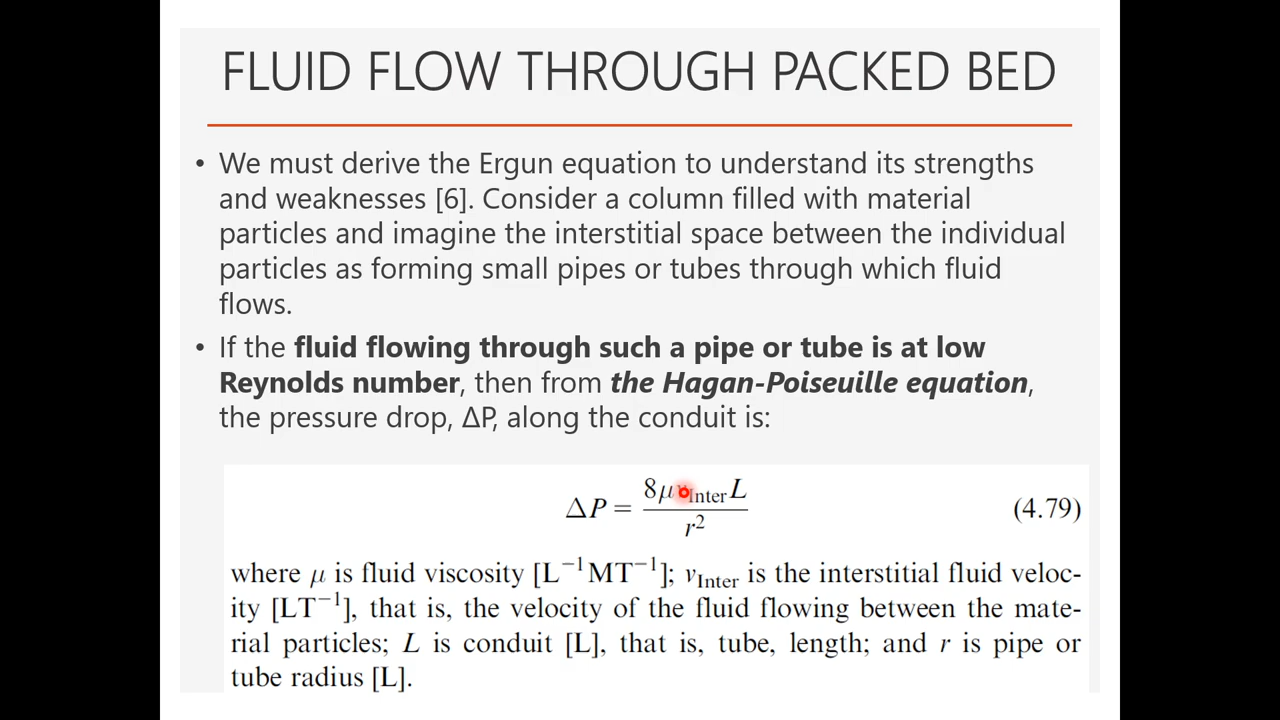 FLUID FLOW THROUGH PACKED BED
• We must derive the Ergun equation to understand its strengths
and weaknesses [6]. Consider a column filled with material
particles and imagine the interstitial space between the individual
particles as forming small pipes or tubes through which fluid
flows.
• If the fluid flowing through such a pipe or tube is at low
Reynolds number, then from the Hagan-Poiseuille equation,
the pressure drop, ΔP, along the conduit is:
ΔP = 8μ Inter L / r² (4.79)
where μ is fluid viscosity [L⁻¹MT⁻¹]; vInter is the interstitial fluid veloc-
ity [LT⁻¹], that is, the velocity of the fluid flowing between the mate-
rial particles; L is conduit [L], that is, tube, length; and r is pipe or
tube radius [L].